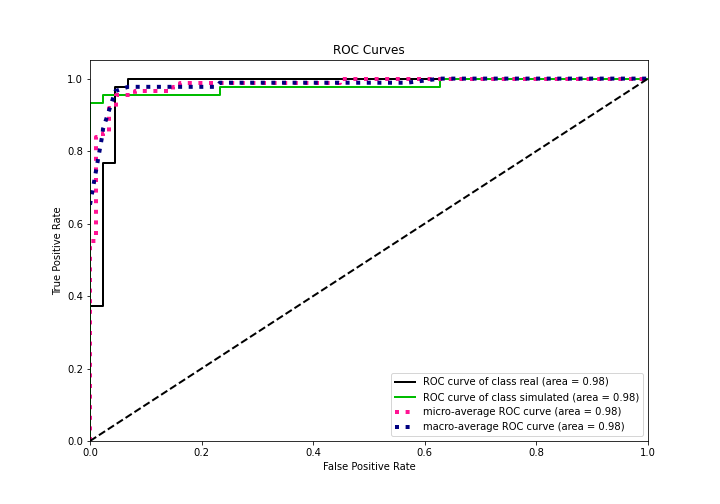 ROC Curves
True Positive Rate
1.0
0.8
0.6
0.4
0.2
0.0
0.0 0.2 0.4 0.6 0.8 1.0
False Positive Rate
ROC curve of class real (area = 0.98)
ROC curve of class simulated (area = 0.98)
micro-average ROC curve (area = 0.98)
macro-average ROC curve (area = 0.98)